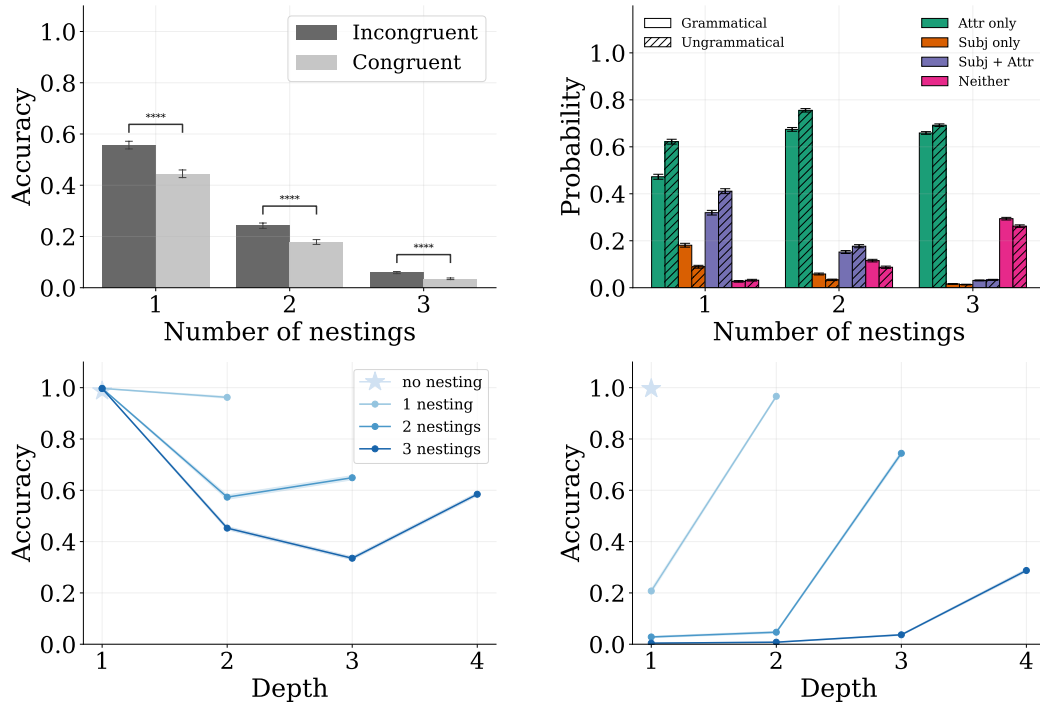 1.0
0.8
0.6
0.4
0.2
0.0
Accuracy
Incongruent
Congruent
****
****
****
1 2 3
Number of nestings
1.0
0.8
0.6
0.4
0.2
0.0
Probability
Grammatical
Ungrammatical
Attr only
Subj only
Subj + Attr
Neither
1 2 3
Number of nestings
1.0
0.8
0.6
0.4
0.2
0.0
Accuracy
no nesting
1 nesting
2 nestings
3 nestings
1 2 3 4
Depth
1.0
0.8
0.6
0.4
0.2
0.0
Accuracy
1 2 3 4
Depth